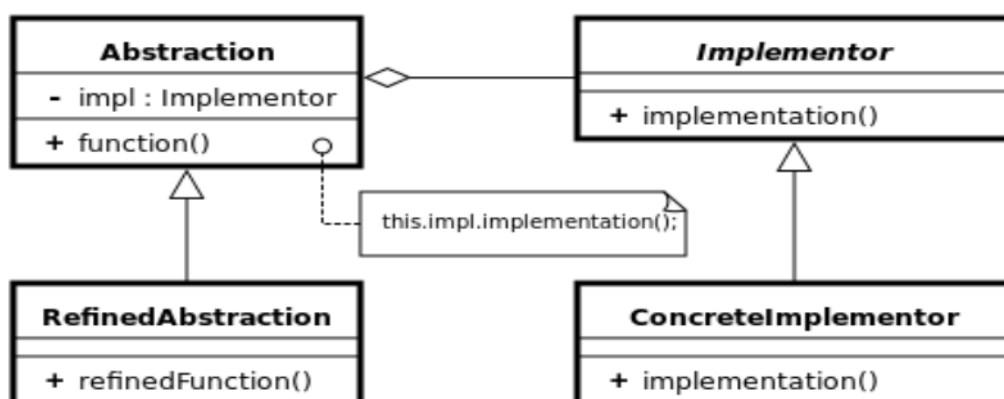 Abstraction
- impl : Implementor
+ function()
Implementor
+ implementation()
this.impl.implementation();
RefinedAbstraction
+ refinedFunction()
ConcreteImplementor
+ implementation()